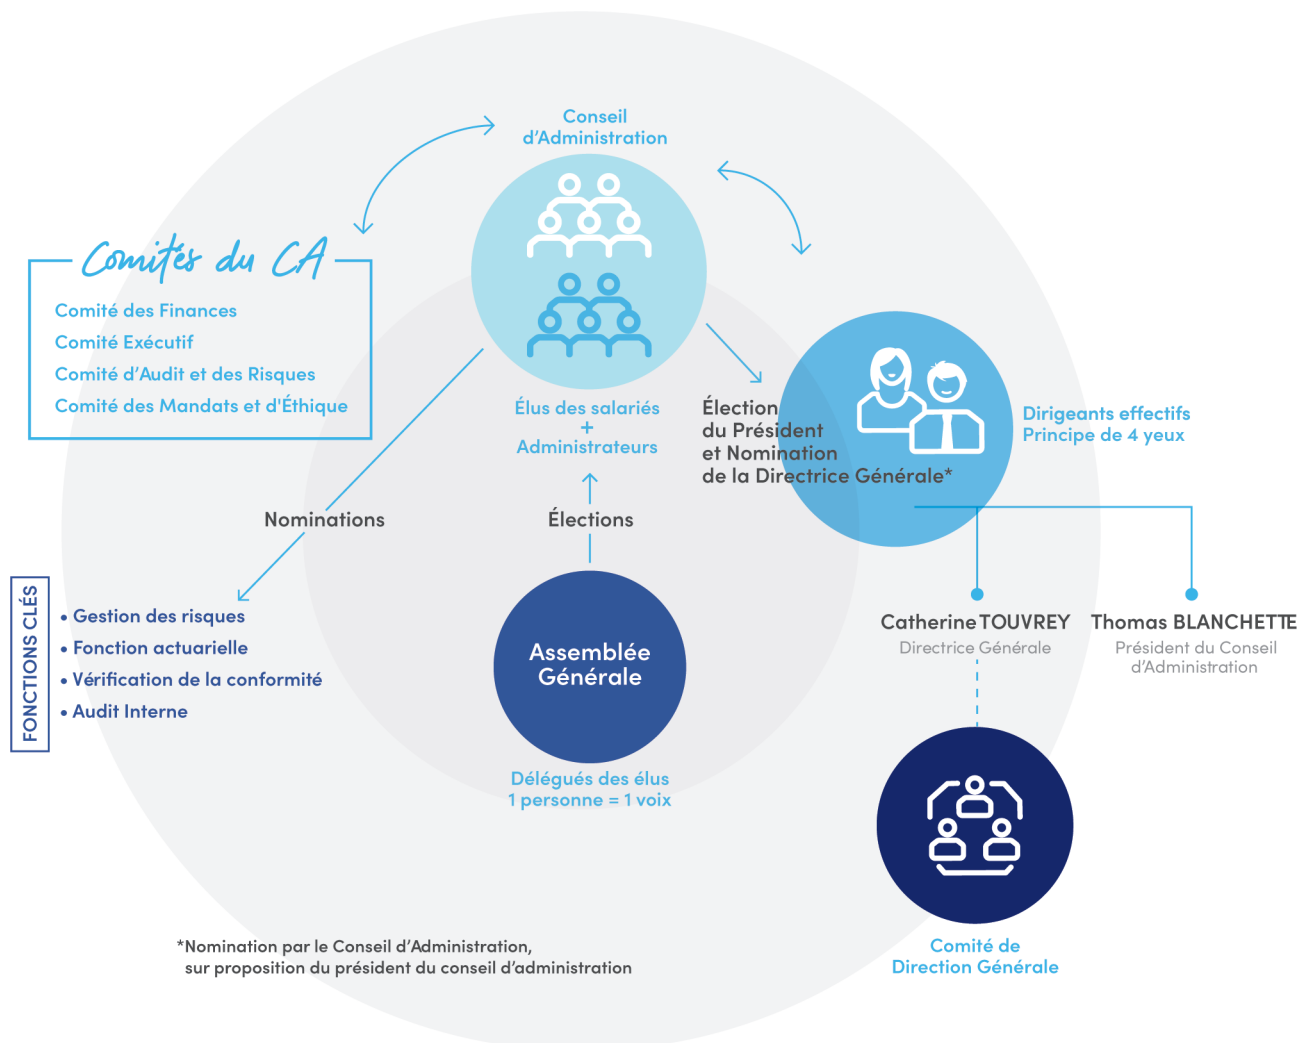 Conseil
d'Administration
Comités du CA
Comité des Finances
Comité Exécutif
Comité d'Audit et des Risques
Comité des Mandats et d'Éthique
Élus des salariés
+
Administrateurs
Élection
du Président
et Nomination
de la Directrice Générale*
Dirigeants effectifs
Principe de 4 yeux
Nominations
Élections
FONCTIONS CLÉS
• Gestion des risques
• Fonction actuarielle
• Vérification de la conformité
• Audit Interne
Assemblée
Générale
Délégués des élus
1 personne = 1 voix
Catherine TOUVREY
Directrice Générale
Thomas BLANCHETTE
Président du Conseil
d'Administration
Comité de
Direction Générale
*Nomination par le Conseil d'Administration,
sur proposition du président du conseil d'administration